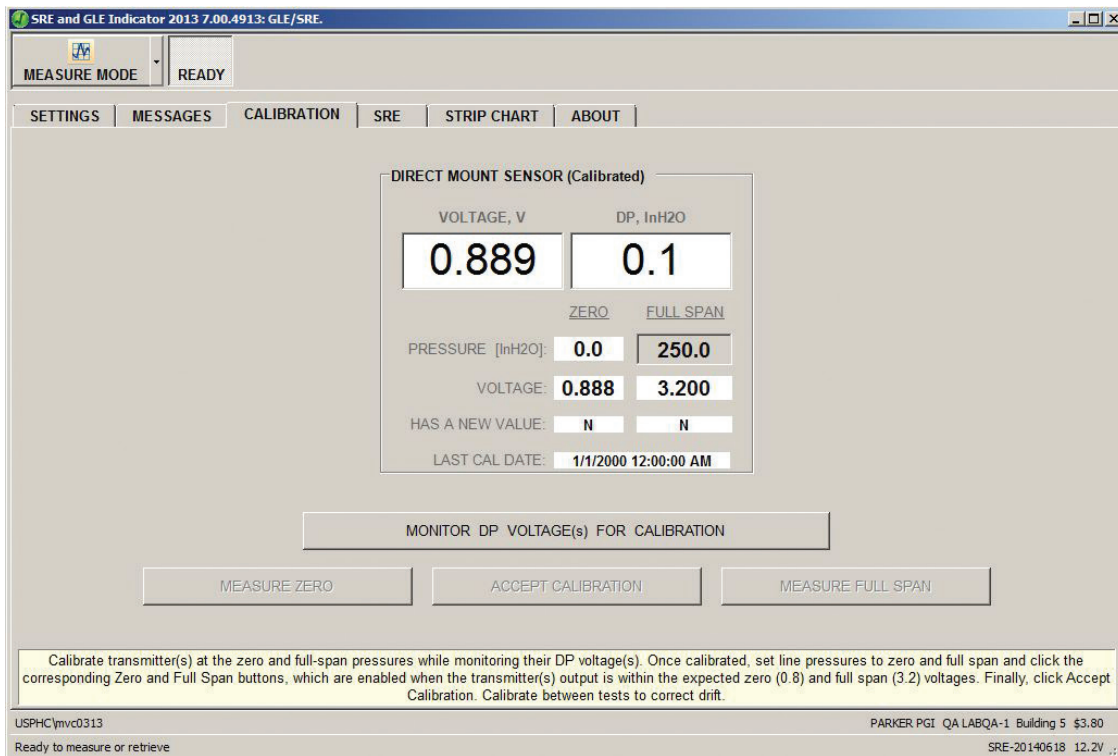 SRE and GLE Indicator 2013 7.00.4913: GLE/SRE.
MEASURE MODE READY
SETTINGS MESSAGES CALIBRATION SRE STRIP CHART ABOUT
DIRECT MOUNT SENSOR (Calibrated)
VOLTAGE, V DP, InH2O
0.889 0.1
ZERO FULL SPAN
PRESSURE [InH2O]: 0.0 250.0
VOLTAGE: 0.888 3.200
HAS A NEW VALUE: N N
LAST CAL DATE: 1/1/2000 12:00:00 AM
MONITOR DP VOLTAGE(s) FOR CALIBRATION
MEASURE ZERO ACCEPT CALIBRATION MEASURE FULL SPAN
Calibrate transmitter(s) at the zero and full-span pressures while monitoring their DP voltage(s). Once calibrated, set line pressures to zero and full span and click the
corresponding Zero and Full Span buttons, which are enabled when the transmitter(s) output is within the expected zero (0.8) and full span (3.2) voltages. Finally, click Accept
Calibration. Calibrate between tests to correct drift.
USPHC\mvc0313 PARKER PGI QA LABQA-1 Building 5 $3.80
Ready to measure or retrieve SRE-20140618 12.2V